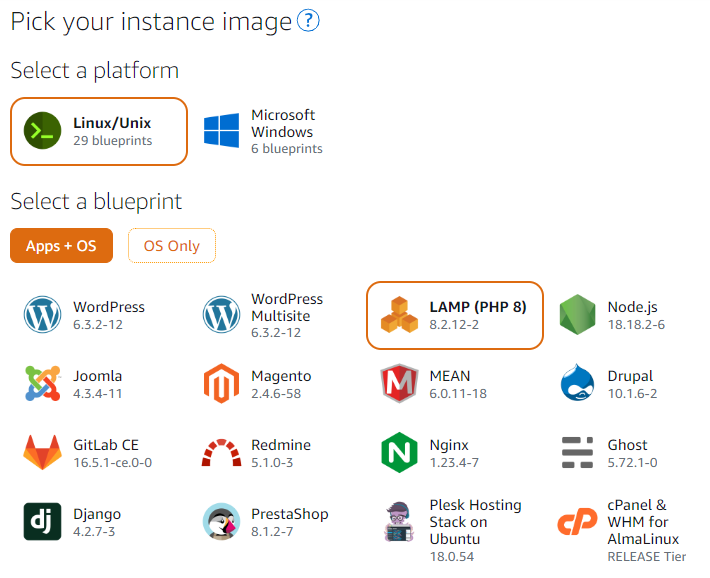 Pick your instance image ?
Select a platform
Linux/Unix
29 blueprints
Microsoft
Windows
6 blueprints
Select a blueprint
Apps + OS
OS Only
WordPress
6.3.2-12
WordPress
Multisite
6.3.2-12
LAMP (PHP 8)
8.2.12-2
Node.js
18.18.2-6
Joomla
4.3.4-11
Magento
2.4.6-58
MEAN
6.0.11-18
Drupal
10.1.6-2
GitLab CE
16.5.1-ce.0-0
Redmine
5.1.0-3
Nginx
1.23.4-7
Ghost
5.72.1-0
dj
Django
4.2.7-3
PrestaShop
8.1.2-7
Plesk Hosting
Stack on
Ubuntu
18.0.54
cP
cPanel &
WHM for
AlmaLinux
RELEASE Tier